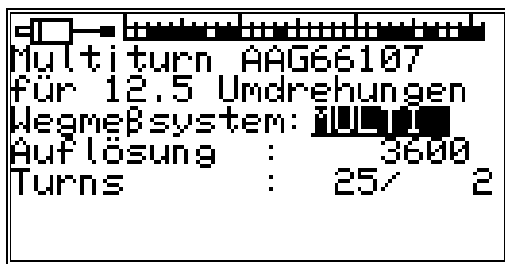 Multiturn AAG66107
für 12.5 Umdrehungen
Wegmeßsystem: MULTI
Auflösung : 3600
Turns : 25/ 2